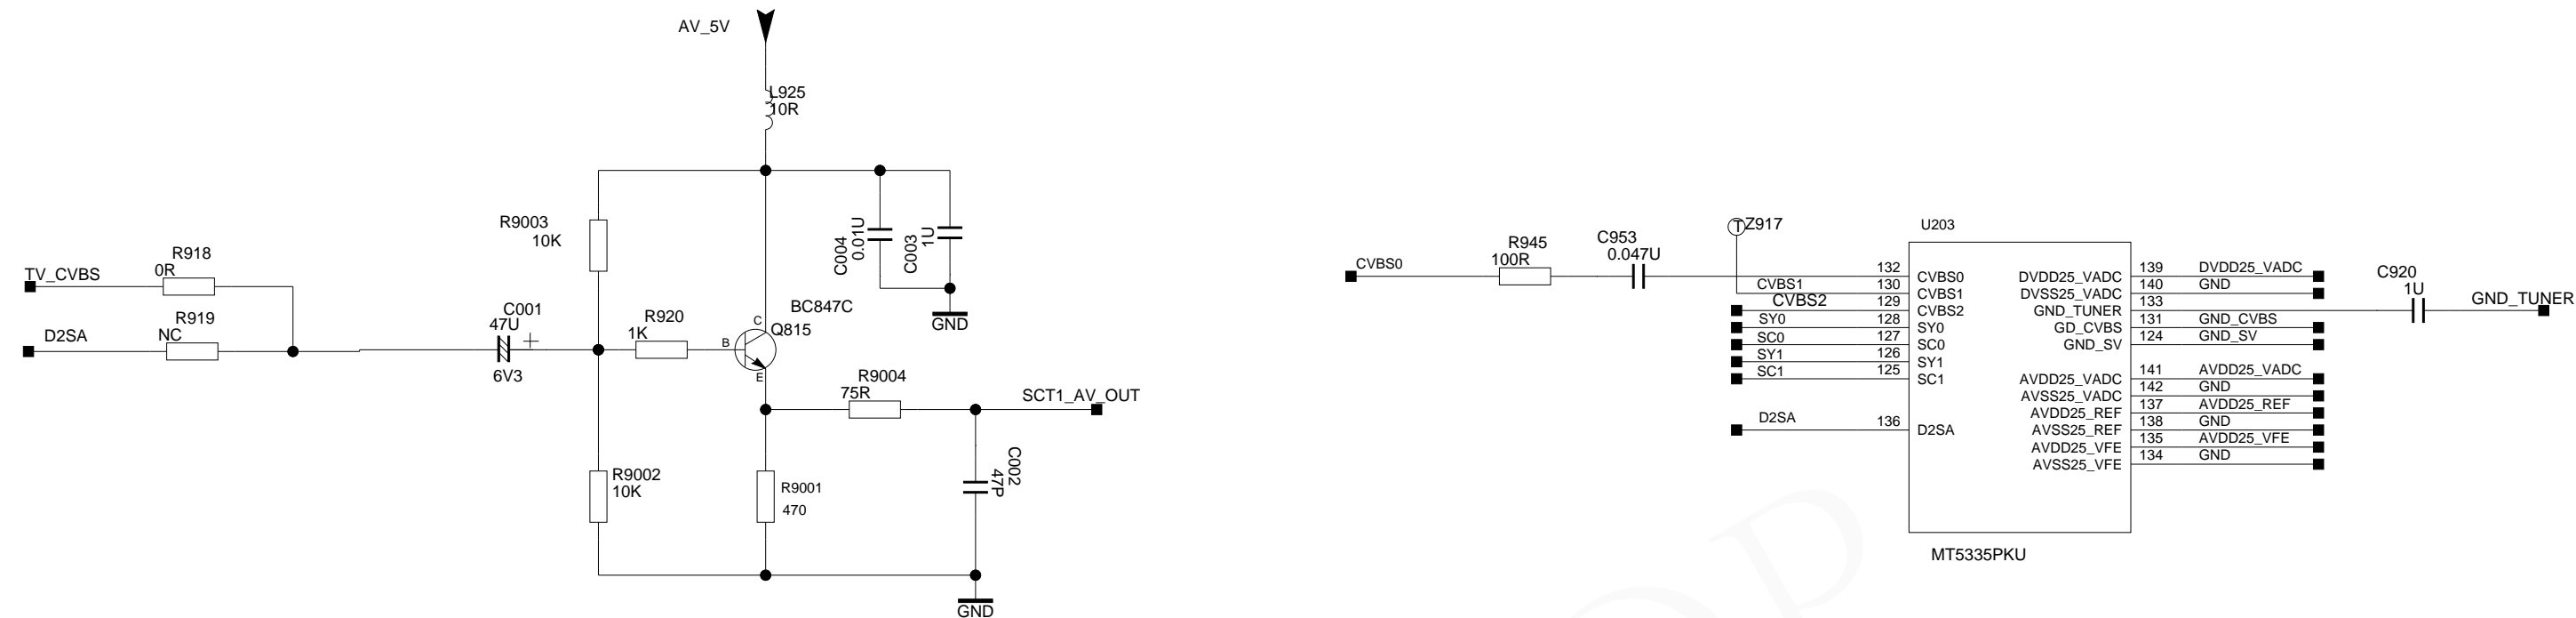 AV_5V
L925
10R
R9003
10K
C004
0.01U
C003
1U
GND
R918
0R
TV_CVBS
R919
NC
D2SA
C001
47U
+
6V3
R920
1K
BC847C
Q815
C
B
E
R9004
75R
SCT1_AV_OUT
R9002
10K
R9001
470
C002
47P
GND
CVBS0
R945
100R
C953
0.047U
T
Z917
U203
CVBS1
CVBS2
SY0
SC0
SY1
SC1
D2SA
132
130
129
128
127
126
125
136
CVBS0
CVBS1
CVBS2
SY0
SC0
SY1
SC1
D2SA
DVDD25_VADC
DVSS25_VADC
GND_TUNER
GD_CVBS
GND_SV
AVDD25_VADC
AVSS25_VADC
AVDD25_REF
AVSS25_REF
AVDD25_VFE
AVSS25_VFE
139
140
133
131
124
141
142
137
138
135
134
DVDD25_VADC
GND
GND_CVBS
GND_SV
AVDD25_VADC
GND
AVDD25_REF
GND
AVDD25_VFE
GND
C920
1U
GND_TUNER
MT5335PKU